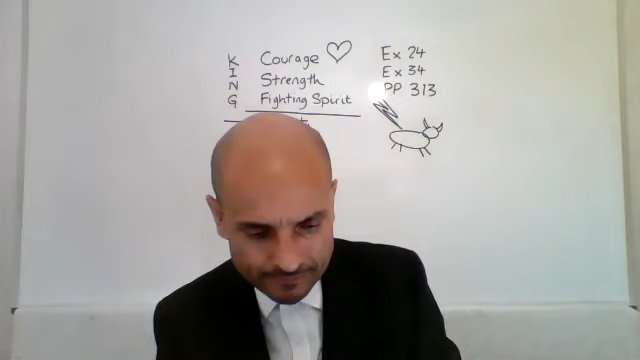 K
I
N
G
Courage
Strength
Fighting Spirit
Ex 24
Ex 34
PP 313